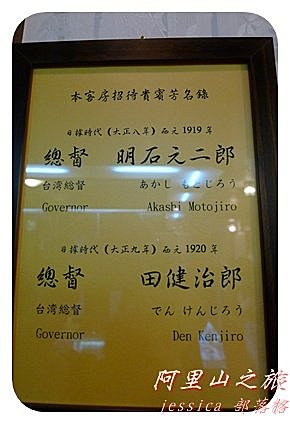 本客房招待貴賓芳名錄
日據時代(大正八年)西元1919年
總督 明石元二郎
台湾総督 あかし もとじろう
Governor Akashi Motojiro
日據時代(大正九年)西元1920年
總督 田健治郎
台湾総督 でん けんじろう
Governor Den Kenjiro
阿里山之旅
jessica 部落格